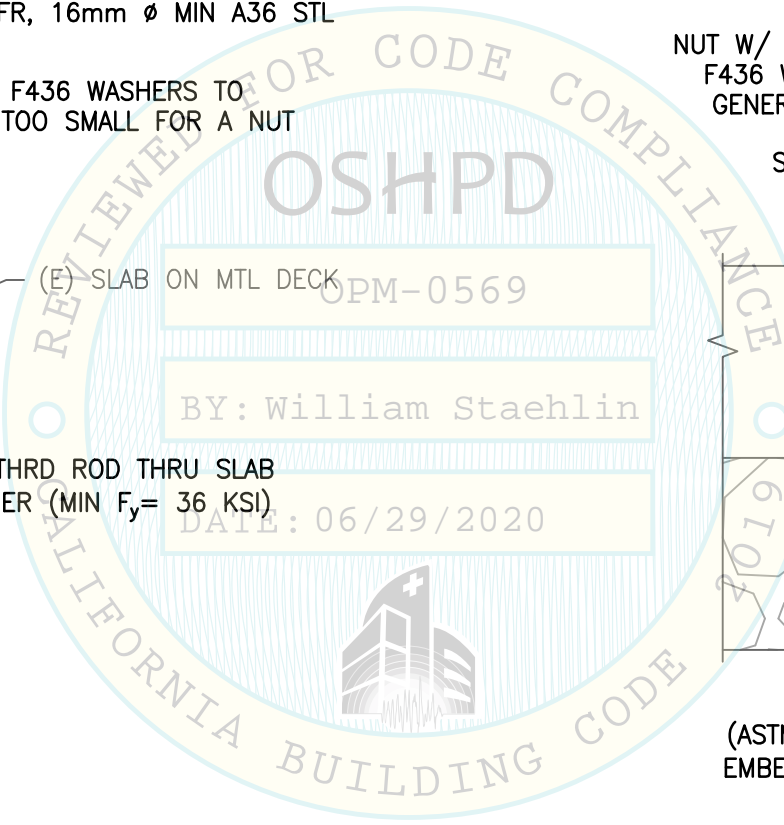 FR, 16mm ø MIN A36 STL
F436 WASHERS TO
TOO SMALL FOR A NUT
NUT W/
F436
GENER
S
REVIEWED FOR CODE COMPLIANCE
OSHPD
(E) SLAB ON MTL DECK
OPM-0569
BY: William Staehlin
THRD ROD THRU SLAB
ER (MIN Fy= 36 KSI)
DATE: 06/29/2020
CALIFORNIA BUILDING CODE 2019
(ASTM
EMBE